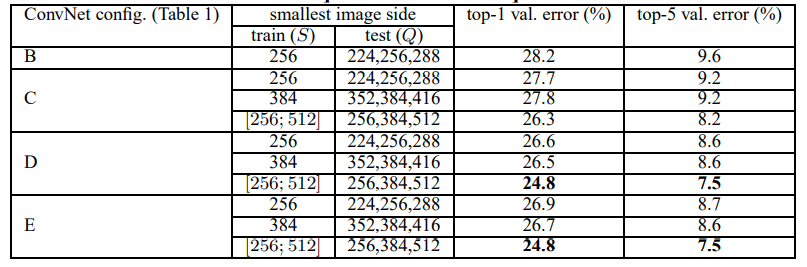 ConvNet config. (Table 1) smallest image side top-1 val. error (%) top-5 val. error (%)
train (S) test (Q)
B 256 224,256,288 28.2 9.6
256 224,256,288 27.7 9.2
C 384 352,384,416 27.8 9.2
[256; 512] 256,384,512 26.3 8.2
256 224,256,288 26.6 8.6
D 384 352,384,416 26.5 8.6
[256; 512] 256,384,512 24.8 7.5
256 224,256,288 26.9 8.7
E 384 352,384,416 26.7 8.6
[256; 512] 256,384,512 24.8 7.5